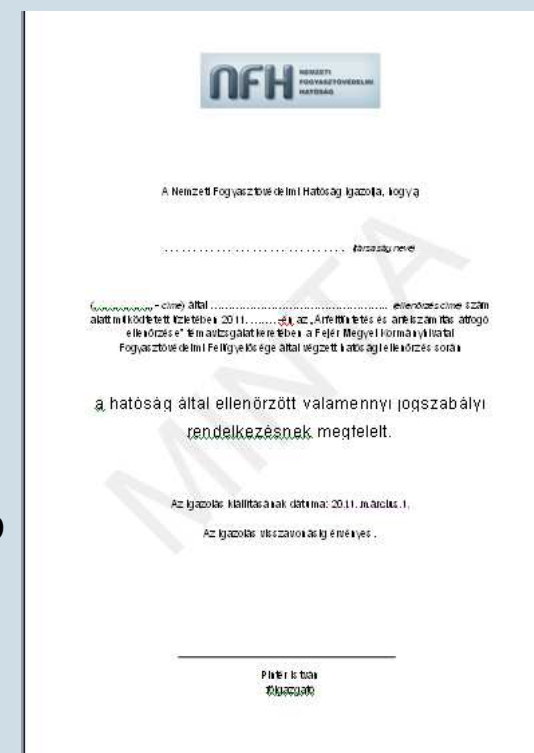 NFH NEMZETI
FOGYASZTÓVÉDELMI
HATÓSÁG
A Nemzeti Fogyasztóvédelmi Hatóság igazolja, hogy a
................................ (társaság neve)
(............ - címe) által ................................................ (ellenőrzés címe) szám
alatt működtetett üzletében 2011. ........-én az „Árfeltüntetés és árfelszámítás átfogó
ellenőrzése” témavizsgálat keretében a Fejér Megyei Kormányhivatal
Fogyasztóvédelmi Felügyelősége által végzett hatósági ellenőrzés során
a hatóság által ellenőrzött valamennyi jogszabályi
rendelkezésnek megfelelt.
Az igazolás kiállításának dátuma: 2011. március 1.
Az igazolás visszavonásig érvényes.
MINTA
Pintér István
főigazgató